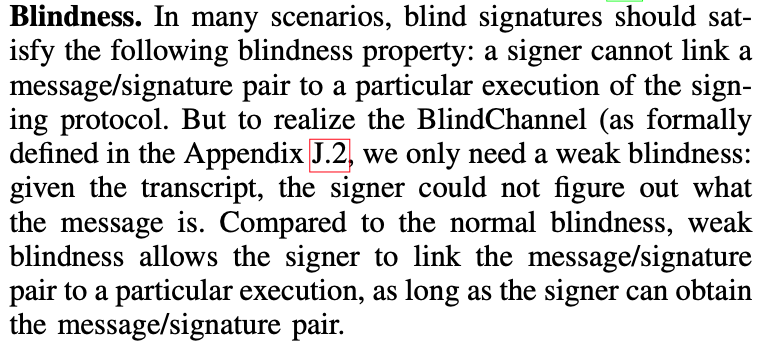 Blindness. In many scenarios, blind signatures should sat-
isfy the following blindness property: a signer cannot link a
message/signature pair to a particular execution of the sign-
ing protocol. But to realize the BlindChannel (as formally
defined in the Appendix J.2, we only need a weak blindness:
given the transcript, the signer could not figure out what
the message is. Compared to the normal blindness, weak
blindness allows the signer to link the message/signature
pair to a particular execution, as long as the signer can obtain
the message/signature pair.